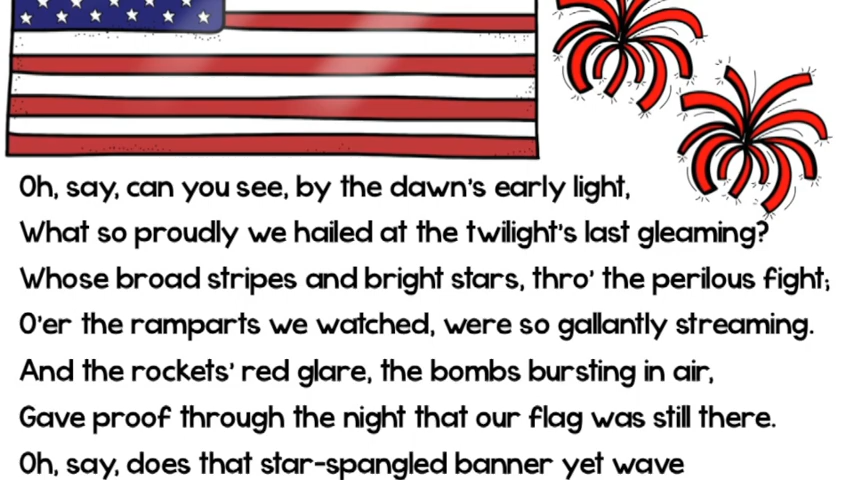 Oh, say, can you see, by the dawn's early light,
What so proudly we hailed at the twilight's last gleaming?
Whose broad stripes and bright stars, thro' the perilous fight;
O'er the ramparts we watched, were so gallantly streaming.
And the rockets' red glare, the bombs bursting in air,
Gave proof through the night that our flag was still there.
Oh, say, does that star-spangled banner yet wave